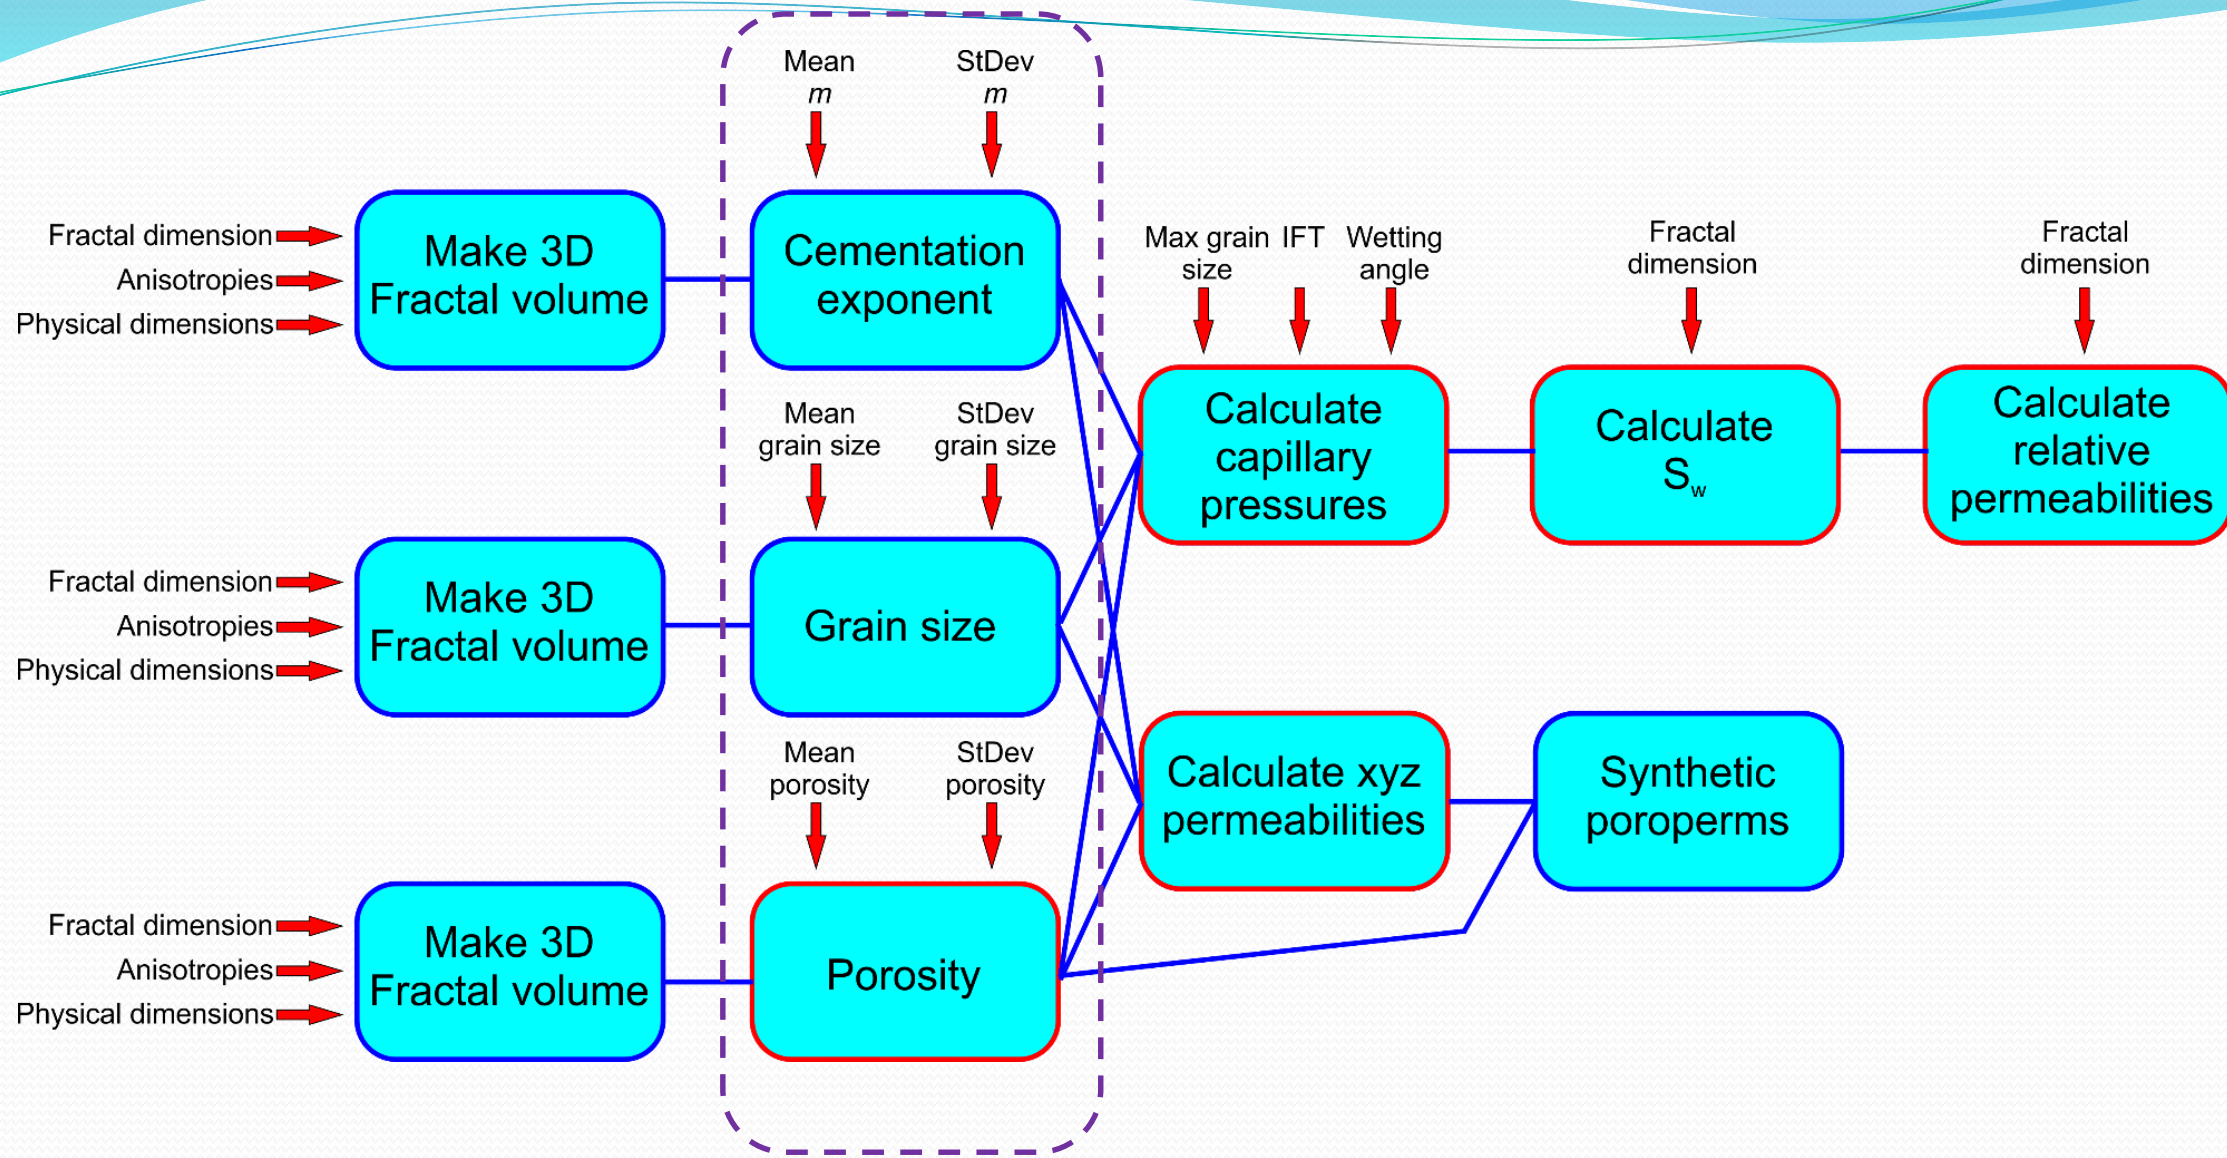 Mean
m
StDev
m
Fractal dimension
Anisotropies
Physical dimensions
Make 3D
Fractal volume
Cementation
exponent
Max grain
size
IFT
Wetting
angle
Fractal
dimension
Fractal
dimension
Calculate
capillary
pressures
Calculate
Sw
Calculate
relative
permeabilities
Mean
grain size
StDev
grain size
Fractal dimension
Anisotropies
Physical dimensions
Make 3D
Fractal volume
Grain size
Calculate xyz
permeabilities
Synthetic
poroperms
Mean
porosity
StDev
porosity
Fractal dimension
Anisotropies
Physical dimensions
Make 3D
Fractal volume
Porosity